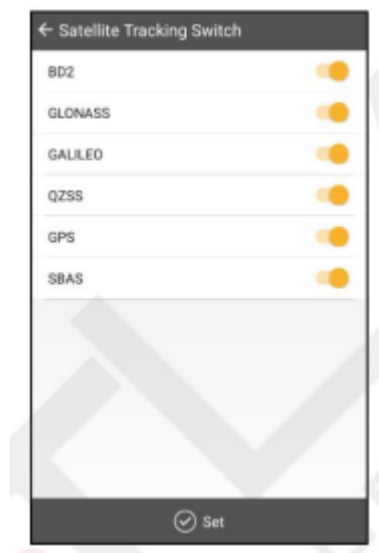 ← Satellite Tracking Switch
BD2
GLONASS
GALILEO
QZSS
GPS
SBAS
Set